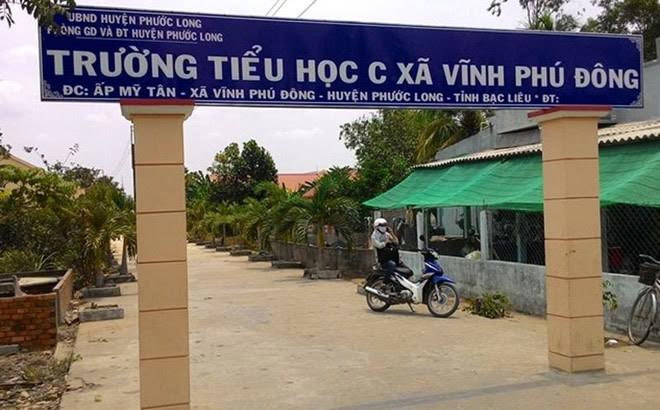 UBND HUYỆN PHƯỚC LONG
PHÒNG GD VÀ ĐT HUYỆN PHƯỚC LONG
TRƯỜNG TIỂU HỌC C XÃ VĨNH PHÚ ĐÔNG
ĐC: ẤP MỸ TÂN - XÃ VĨNH PHÚ ĐÔNG - HUYỆN PHƯỚC LONG - TỈNH BẠC LIÊU * ĐT: